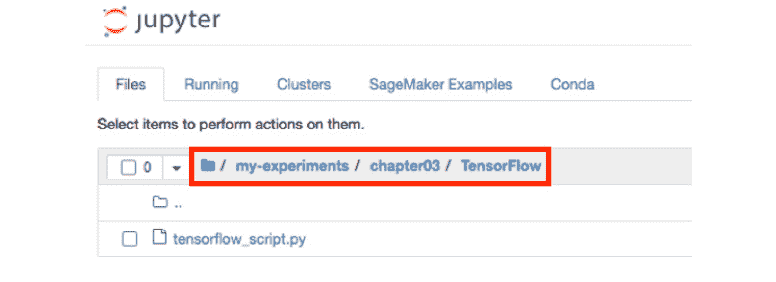 jupyter
Files Running Clusters SageMaker Examples Conda
Select items to perform actions on them.
0 / my-experiments / chapter03 / TensorFlow
..
tensorflow_script.py